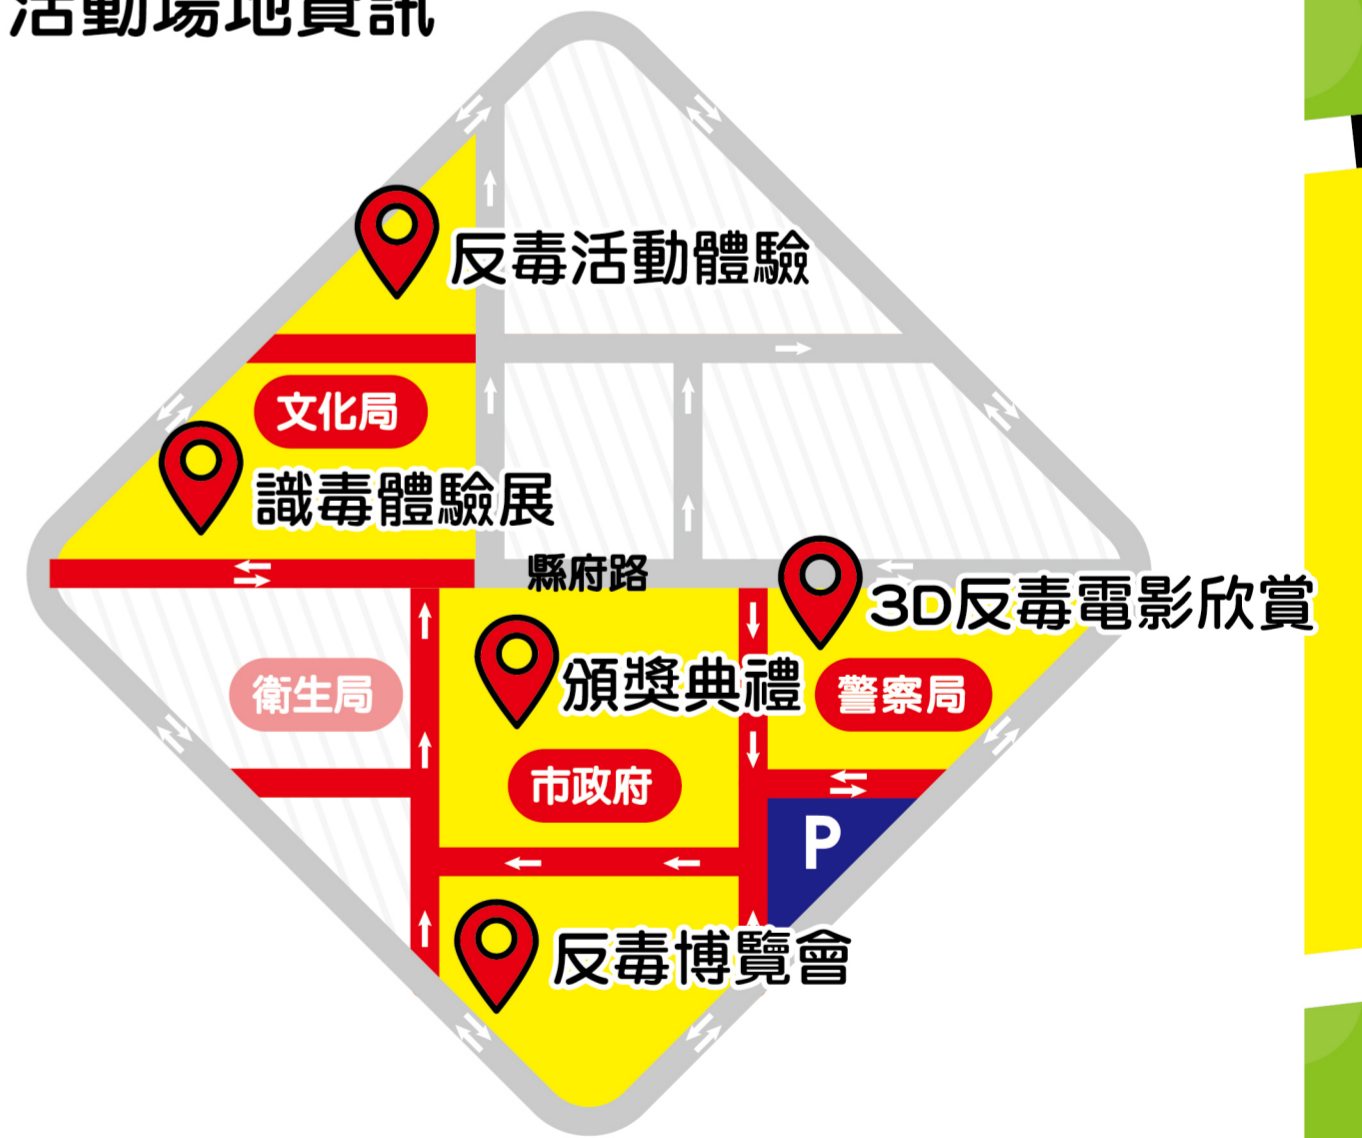 活動場地資訊
反毒活動體驗
文化局
識毒體驗展
縣府路
3D反毒電影欣賞
衛生局
頒獎典禮
警察局
市政府
P
反毒博覽會